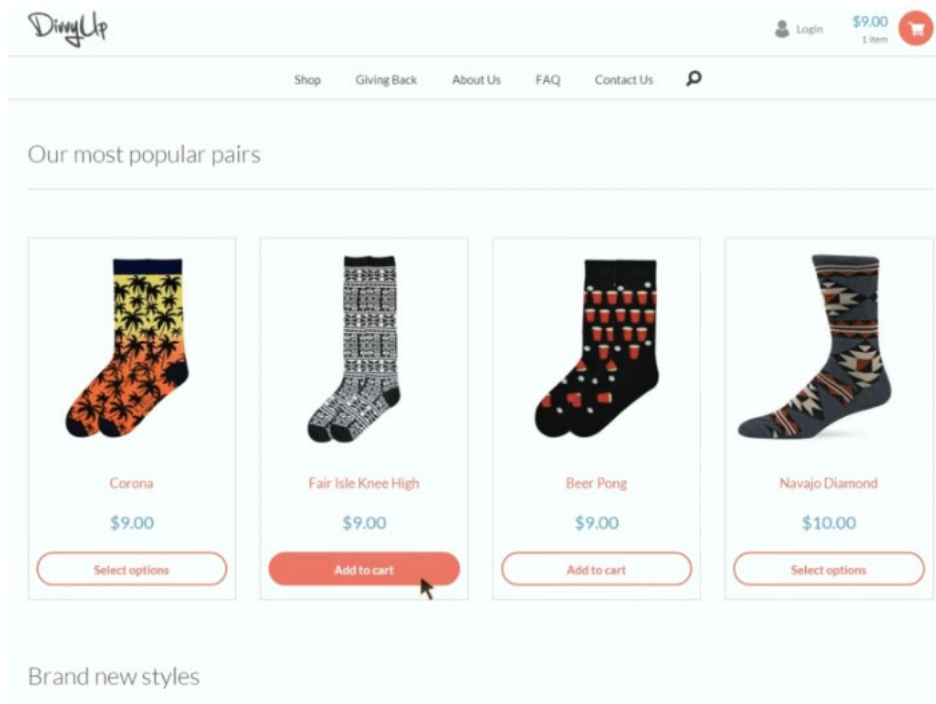 DivvyUp
Login
$9.00
1 item
Shop Giving Back About Us FAQ Contact Us
Our most popular pairs
Corona Fair Isle Knee High Beer Pong Navajo Diamond
$9.00 $9.00 $9.00 $10.00
Select options Add to cart Add to cart Select options
Brand new styles